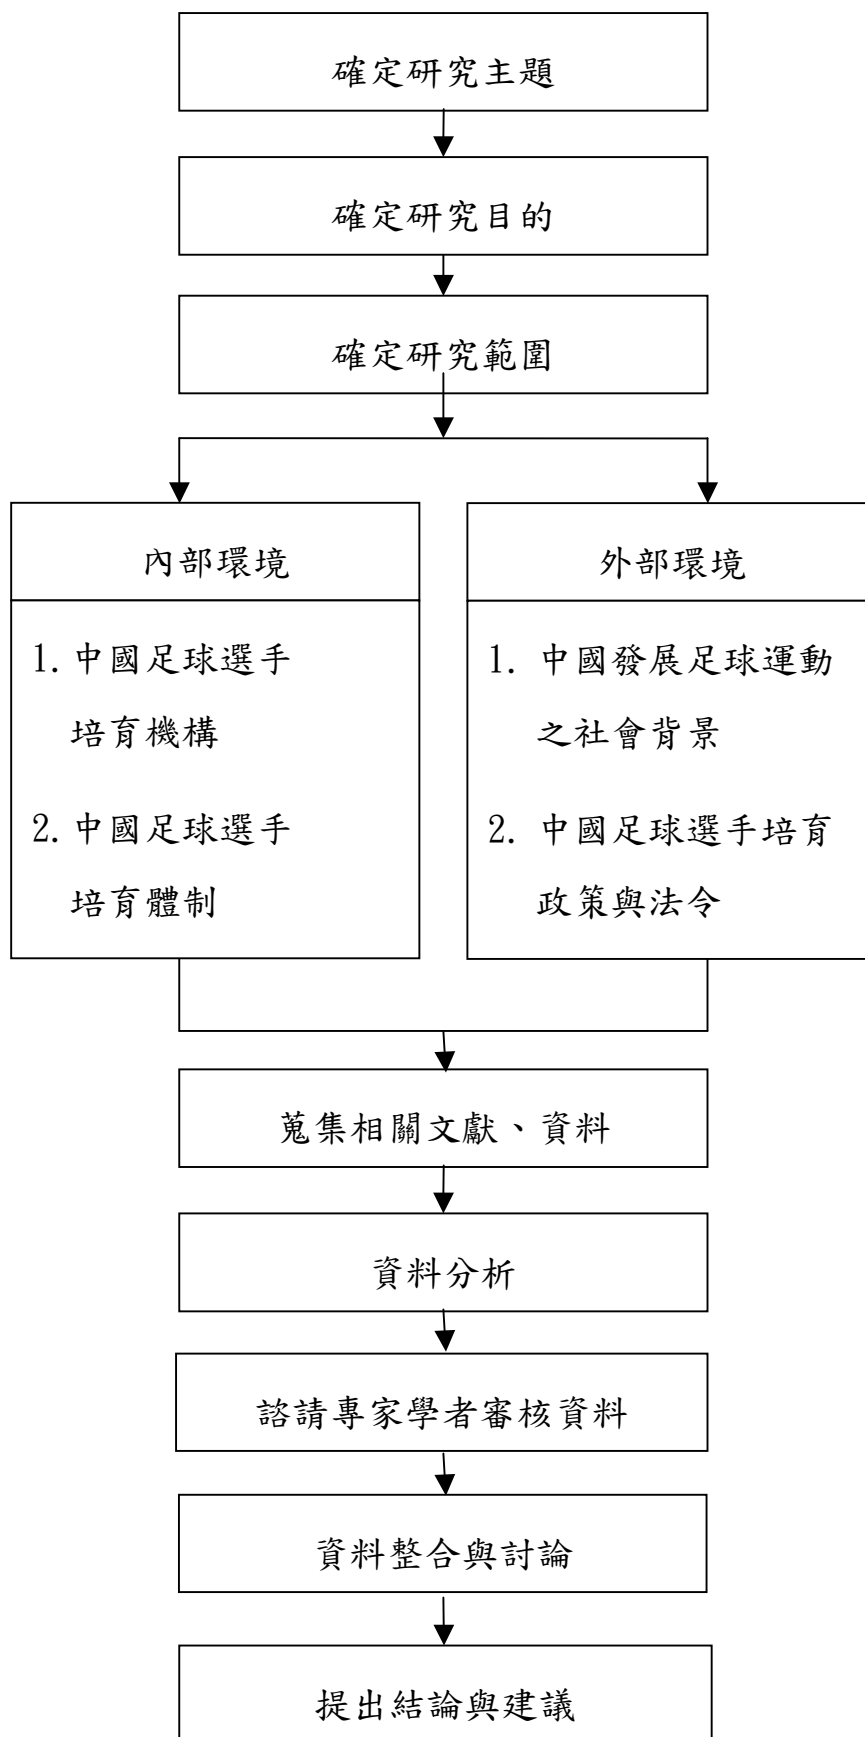 確定研究主題
確定研究目的
確定研究範圍
內部環境
1. 中國足球選手
培育機構
2. 中國足球選手
培育體制
外部環境
1. 中國發展足球運動
之社會背景
2. 中國足球選手培育
政策與法令
蒐集相關文獻、資料
資料分析
諮請專家學者審核資料
資料整合與討論
提出結論與建議